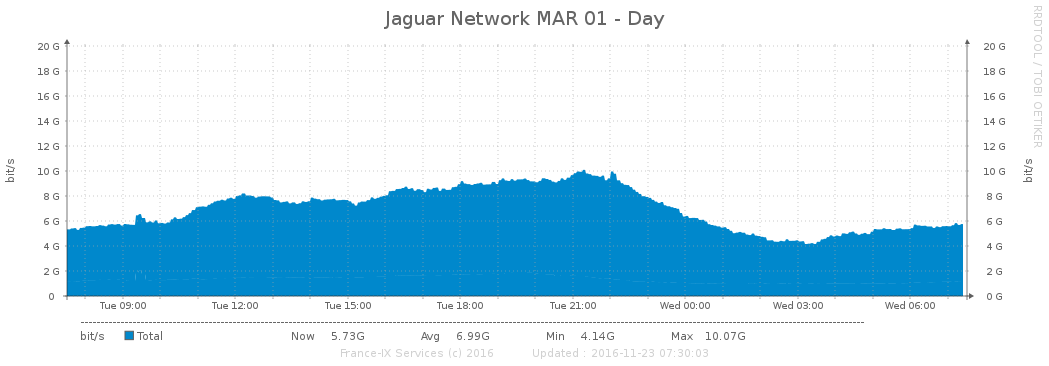 Jaguar Network MAR 01 - Day
RRDTOOL / TOBI OETIKER
bit/s
bit/s
20 G 20 G
18 G 18 G
16 G 16 G
14 G 14 G
12 G 12 G
10 G 10 G
8 G 8 G
6 G 6 G
4 G 4 G
2 G 2 G
0 0 G
Tue 09:00 Tue 12:00 Tue 15:00 Tue 18:00 Tue 21:00 Wed 00:00 Wed 03:00 Wed 06:00
bit/s Total Now 5.73G Avg 6.99G Min 4.14G Max 10.07G
France-IX Services (c) 2016 Updated : 2016-11-23 07:30:03